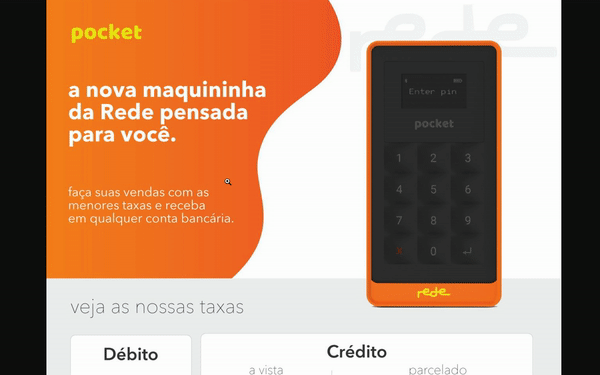 pocket
rede
a nova maquininha
da Rede pensada
para você.
Enter pin
pocket
1 2 3
4 5 6
7 8 9
X 0
faça suas vendas com as
menores taxas e receba
em qualquer conta bancária.
rede
veja as nossas taxas
Débito
Crédito
a vista
parcelado